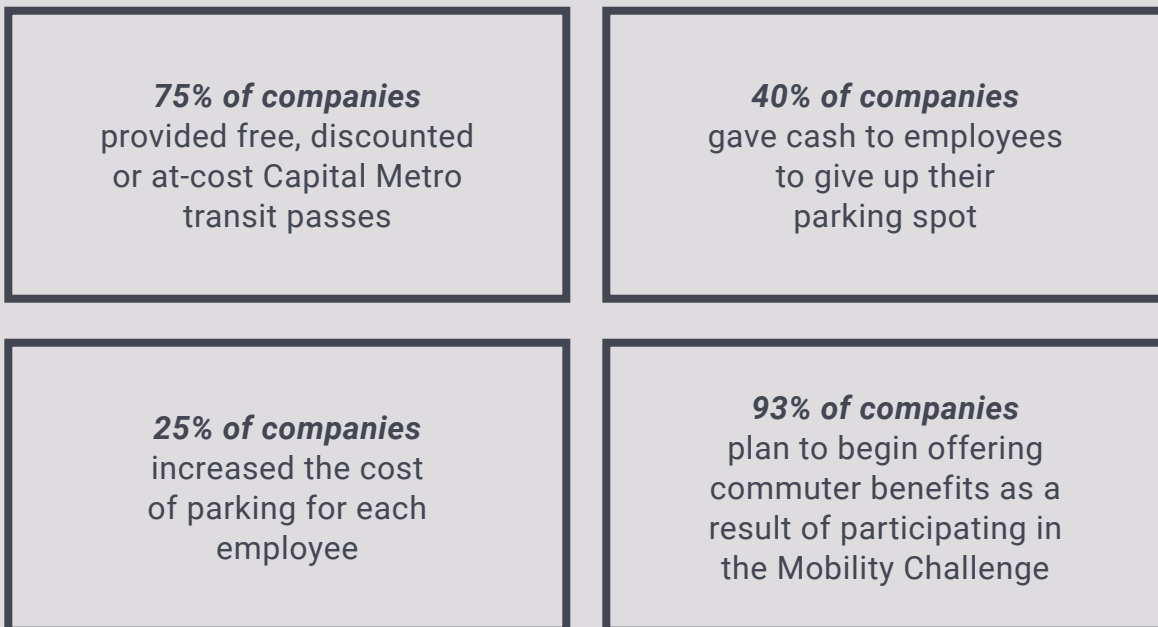 75% of companies
provided free, discounted
or at-cost Capital Metro
transit passes
40% of companies
gave cash to employees
to give up their
parking spot
25% of companies
increased the cost
of parking for each
employee
93% of companies
plan to begin offering
commuter benefits as a
result of participating in
the Mobility Challenge